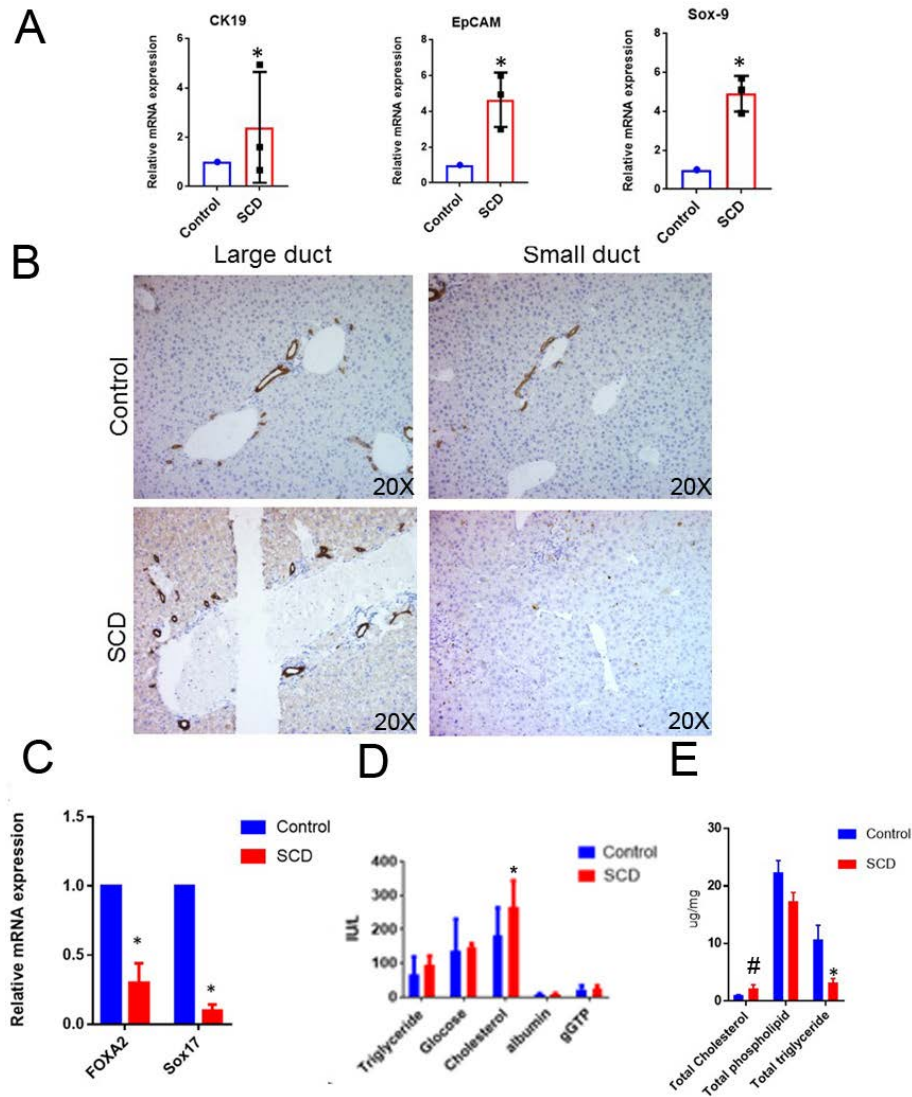 A
CK19
Relative mRNA expression
8
6
4
2
0
*
Control
SCD
EpCAM
Relative mRNA expression
8
6
4
2
0
*
Control
SCD
Sox-9
Relative mRNA expression
8
6
4
2
0
*
Control
SCD
B
Large duct
Small duct
Control
20X
20X
SCD
20X
20X
C
Relative mRNA expression
1.5
1.0
0.5
0.0
*
*
FOXA2
Sox17
Control
SCD
D
IU/L
400
300
200
100
0
*
Triglyceride
Glucose
Cholesterol
albumin
gGTP
Control
SCD
E
ug/mg
30
20
10
0
#
*
Total Cholesterol
Total phospholipid
Total triglyceride
Control
SCD